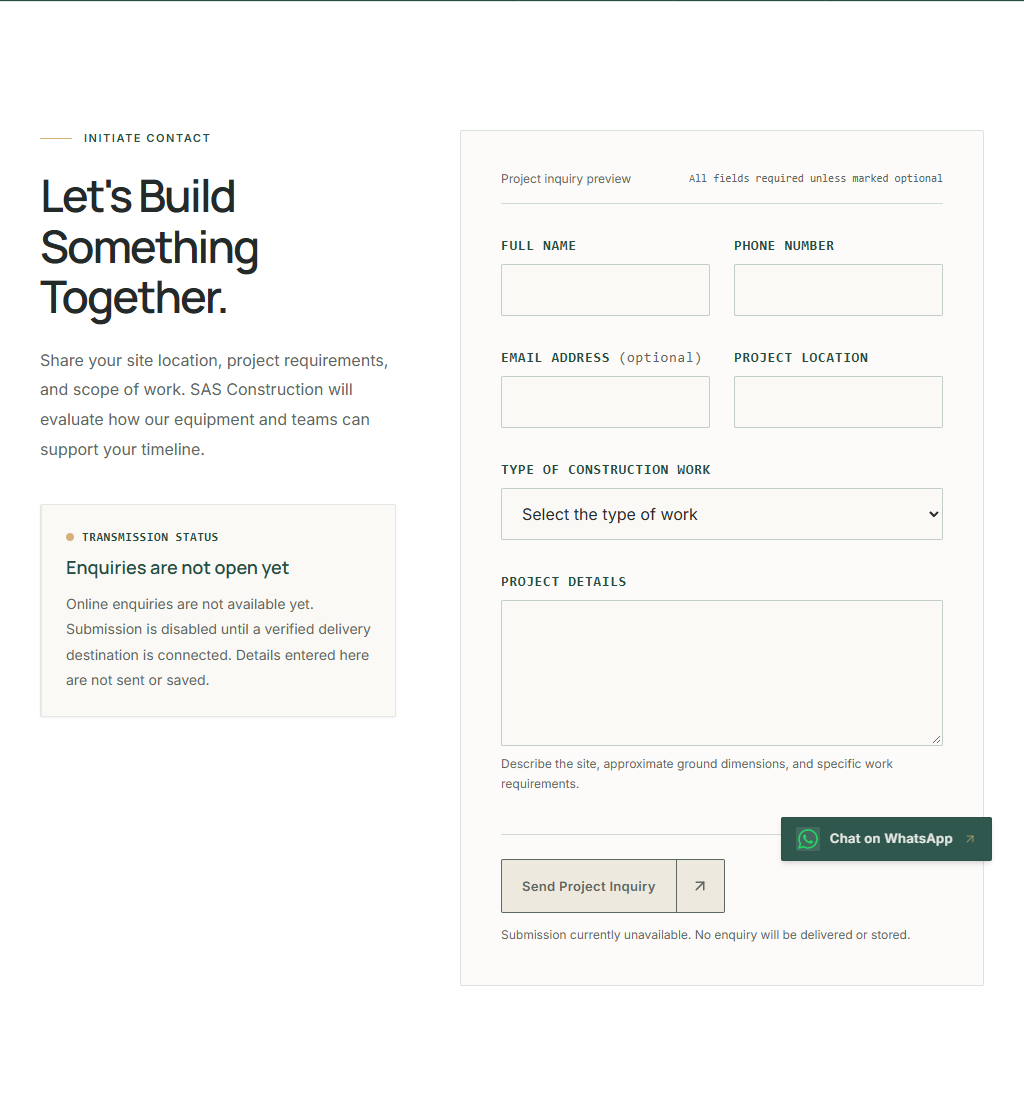 INITIATE CONTACT
Let's Build
Something
Together.
Share your site location, project requirements,
and scope of work. SAS Construction will
evaluate how our equipment and teams can
support your timeline.
TRANSMISSION STATUS
Enquiries are not open yet
Online enquiries are not available yet.
Submission is disabled until a verified delivery
destination is connected. Details entered here
are not sent or saved.
Project inquiry preview
All fields required unless marked optional
FULL NAME
PHONE NUMBER
EMAIL ADDRESS (optional)
PROJECT LOCATION
TYPE OF CONSTRUCTION WORK
Select the type of work
PROJECT DETAILS
Describe the site, approximate ground dimensions, and specific work
requirements.
Chat on WhatsApp
Send Project Inquiry
Submission currently unavailable. No enquiry will be delivered or stored.